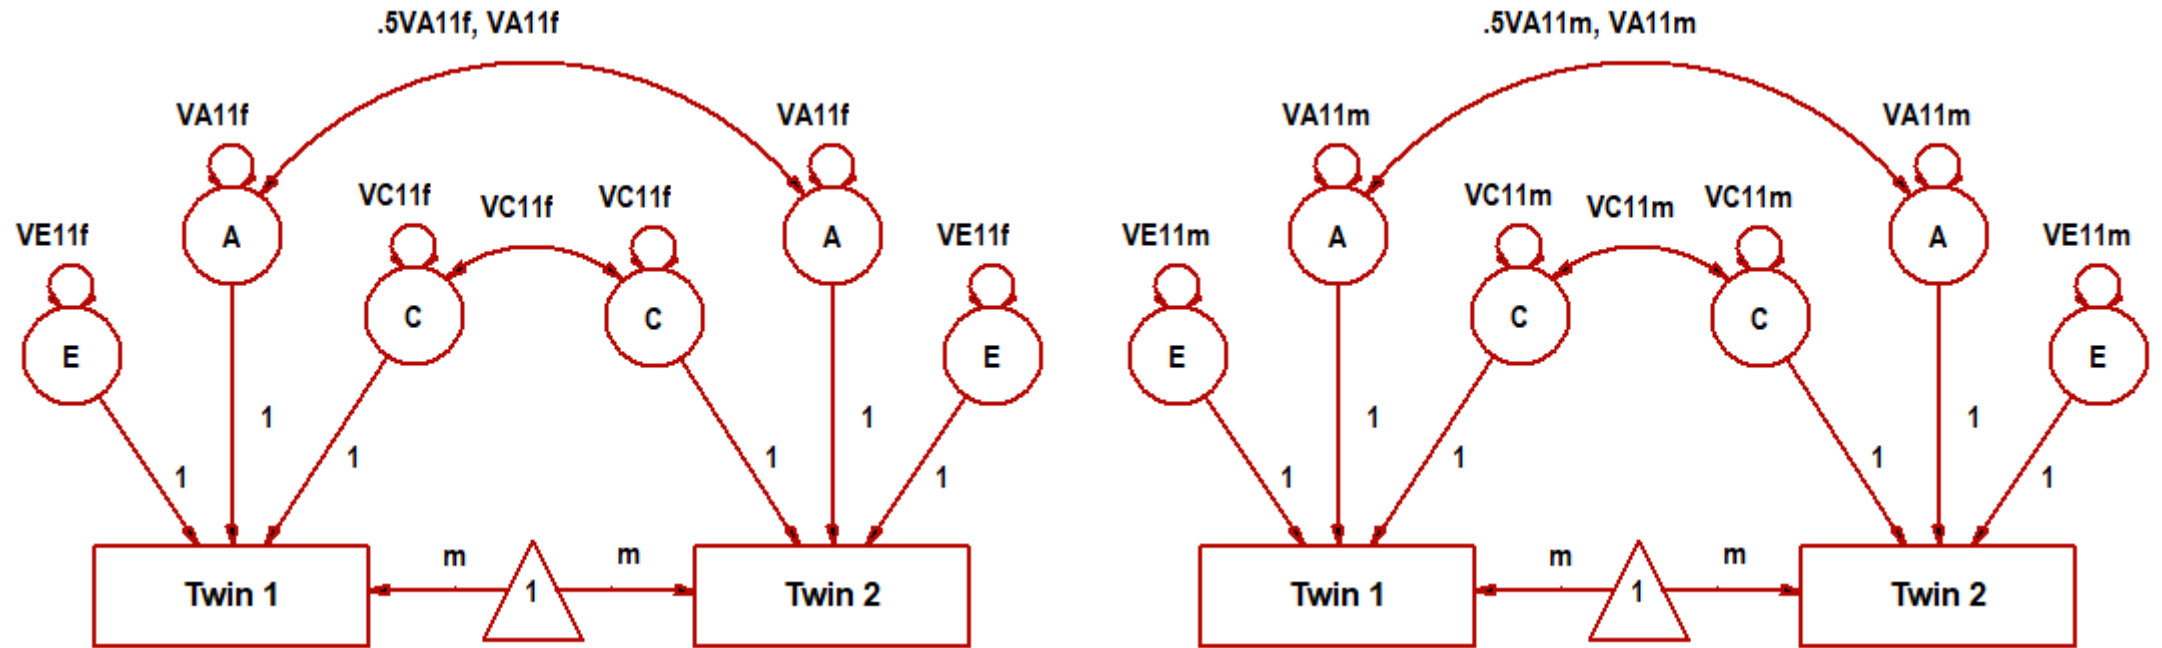 .5VA11f, VA11f
.5VA11m, VA11m
VA11f
VA11f
VA11m
VA11m
VC11f
VC11f
VC11f
VC11m
VC11m
VC11m
VE11f
VE11f
VE11m
VE11m
A
A
A
A
C
C
C
C
E
E
E
E
1
1
1
1
1
1
1
1
1
1
1
1
m
m
m
m
Twin 1
1
Twin 2
Twin 1
1
Twin 2